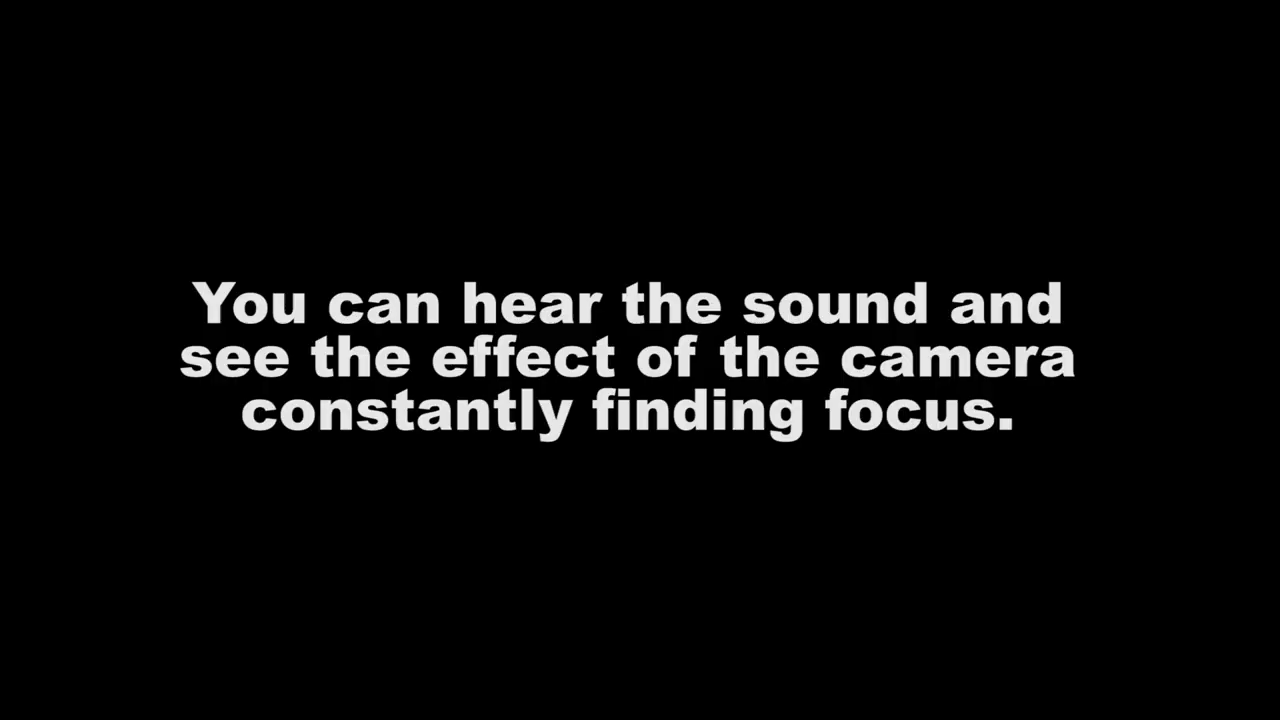 You can hear the sound and
see the effect of the camera
constantly finding focus.